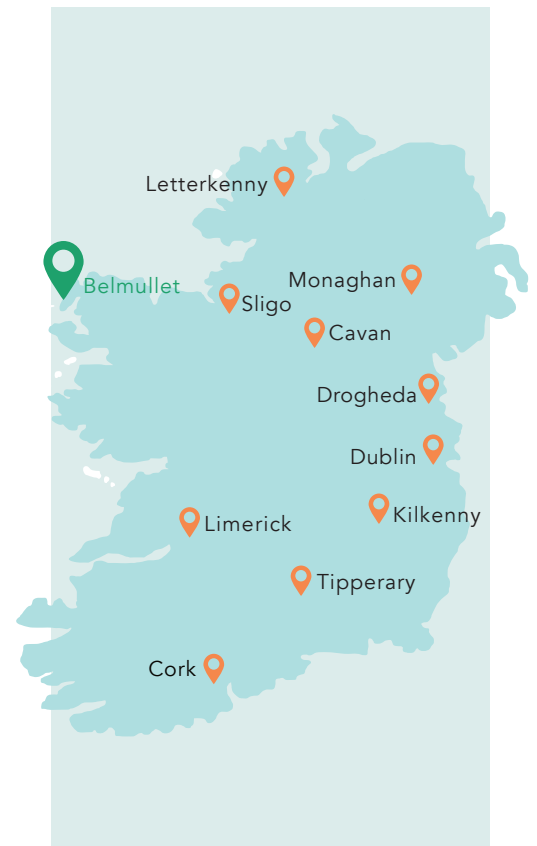 Letterkenny
Belmullet
Monaghan
Sligo
Cavan
Drogheda
Dublin
Kilkenny
Limerick
Tipperary
Cork